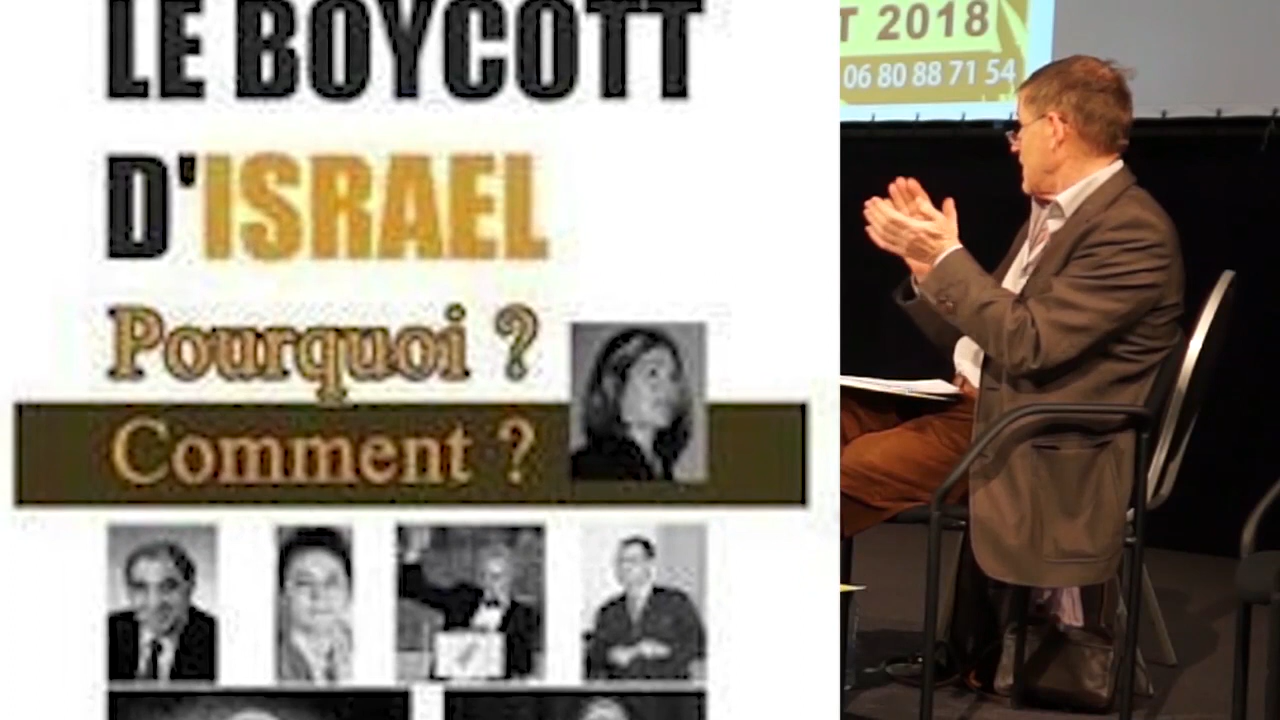 LE BOYCOTT
D'ISRAEL
Pourquoi ?
Comment ?
T 2018
06 80 88 71 54